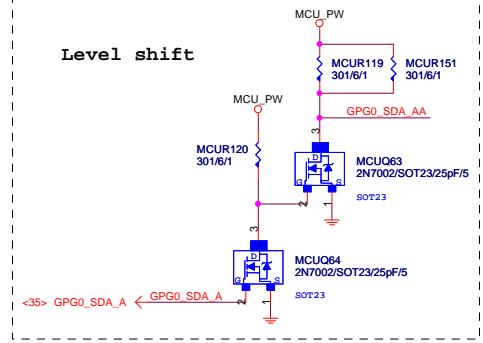 MCU_PW
Level shift
MCUR119
301/6/1
MCUR151
301/6/1
MCU_PW
GPG0_SDA_AA
MCUR120
301/6/1
3
D
G
S
2
1
MCUQ63
2N7002/SOT23/25pF/5
SOT23
3
D
G
S
2
1
MCUQ64
2N7002/SOT23/25pF/5
SOT23
<35> GPG0_SDA_A
GPG0_SDA_A